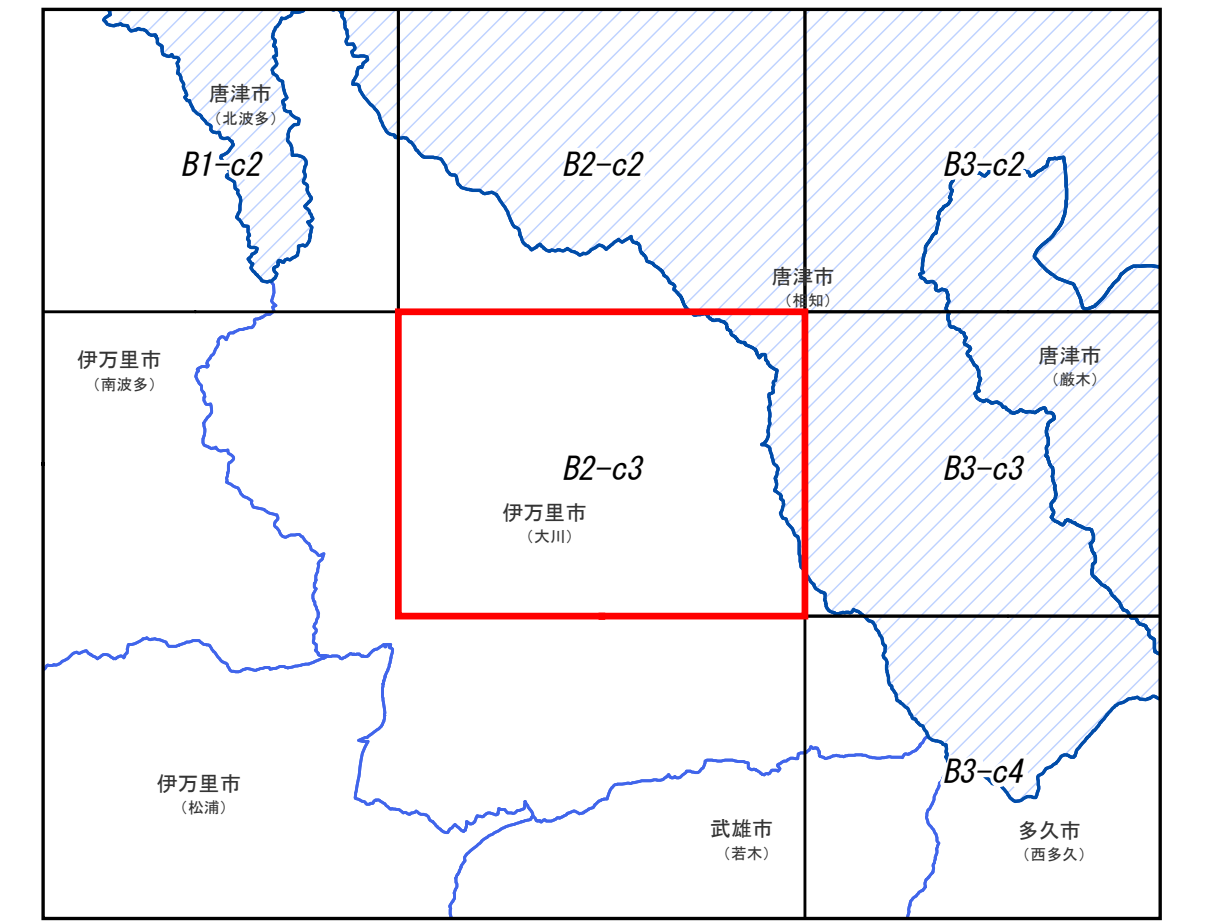 唐津市
（北波多）
B1-c2
B2-c2
B3-c2
唐津市
（相知）
伊万里市
（南波多）
唐津市
（厳木）
B2-c3
B3-c3
伊万里市
（大川）
伊万里市
（松浦）
B3-c4
武雄市
（若木）
多久市
（西多久）